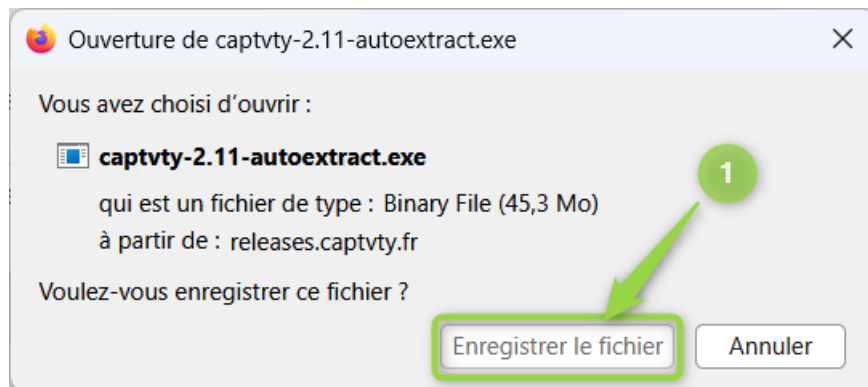 Ouverture de captvty-2.11-autoextract.exe
Vous avez choisi d’ouvrir :
captvty-2.11-autoextract.exe
1
qui est un fichier de type : Binary File (45,3 Mo)
à partir de : releases.captvty.fr
Voulez-vous enregistrer ce fichier ?
Enregistrer le fichier Annuler